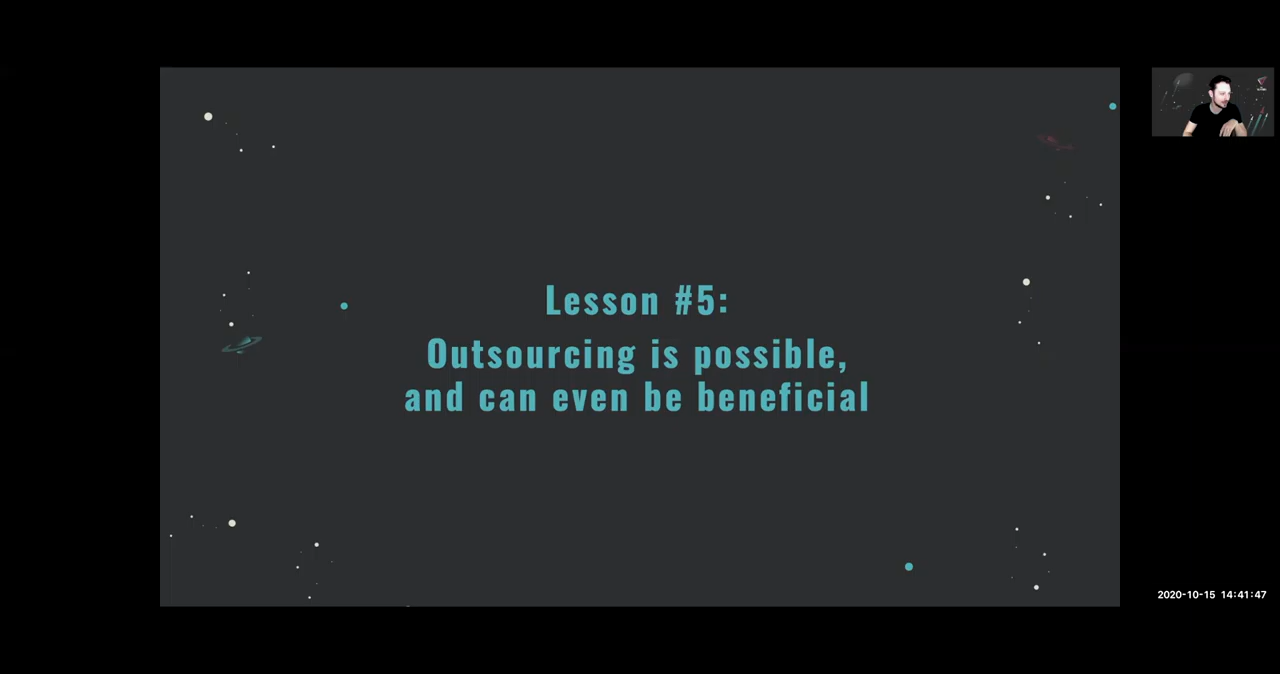 Lesson #5:
Outsourcing is possible,
and can even be beneficial
2020-10-15 14:41:47